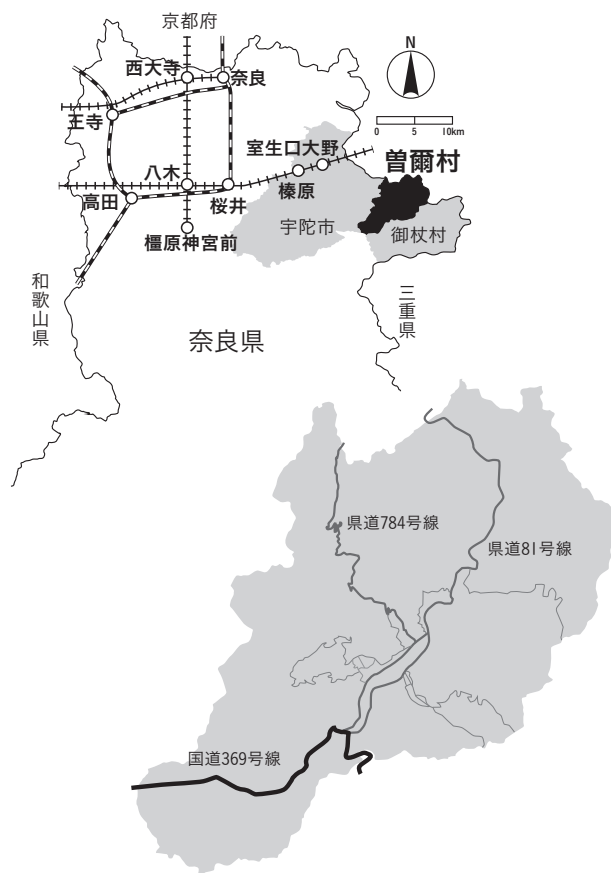 京都府
N
西大寺
奈良
王寺
0 5 10km
室生口大野
曽爾村
八木
榛原
高田
桜井
宇陀市
御杖村
橿原神宮前
和歌山県
三重県
奈良県
県道784号線
県道81号線
国道369号線